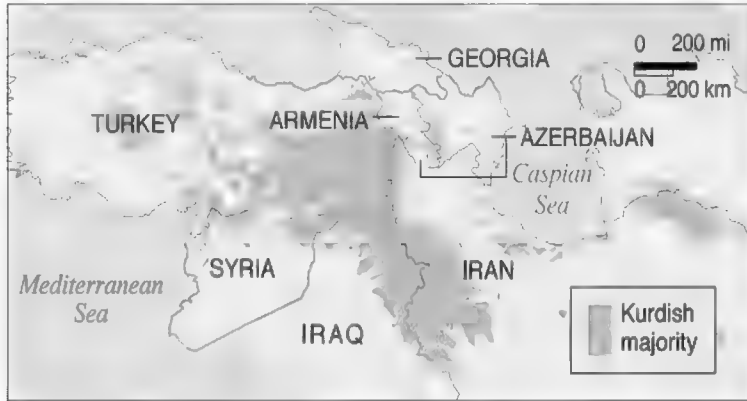 GEORGIA
0 200 mi
0 200 km
TURKEY
ARMENIA
AZERBAIJAN
Caspian
Sea
SYRIA
IRAN
Mediterranean
Sea
IRAQ
Kurdish
majority